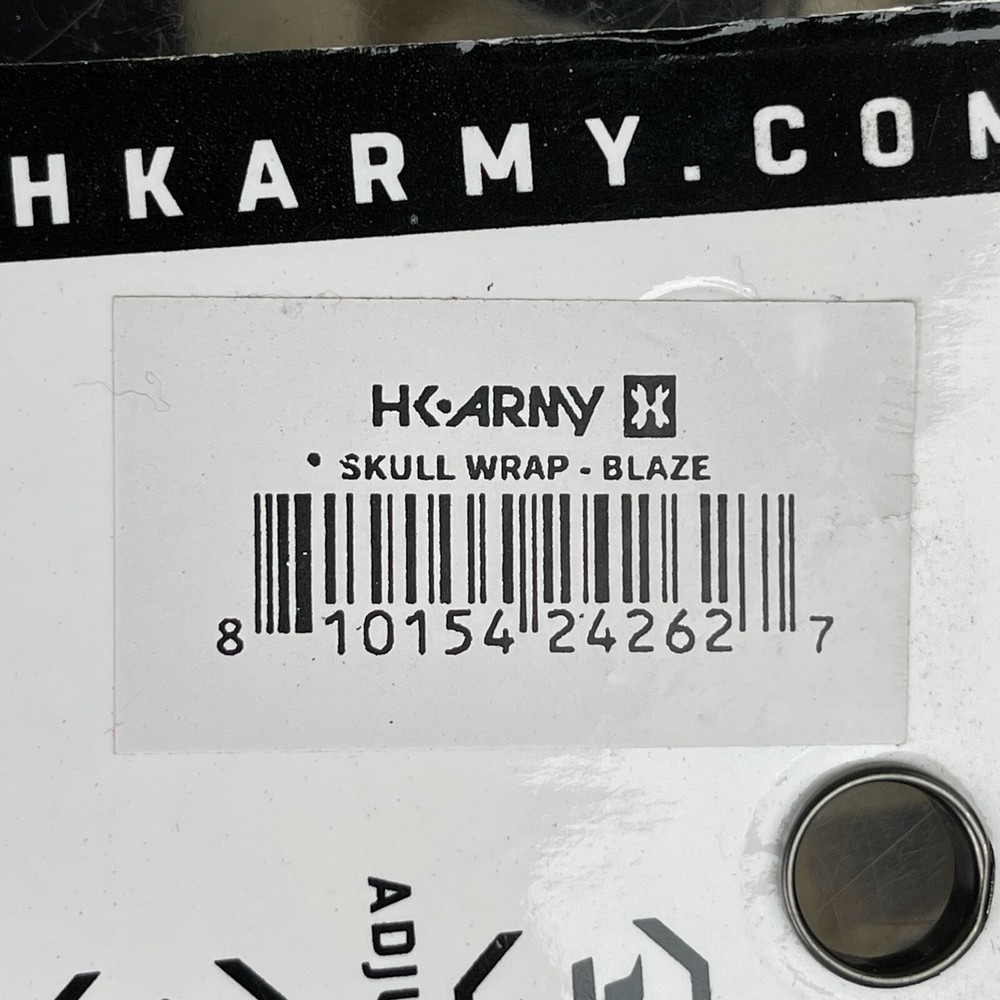 HKARMY.COM
HK·ARMY
SKULL WRAP - BLAZE
8 10154 24262 7
ADJU